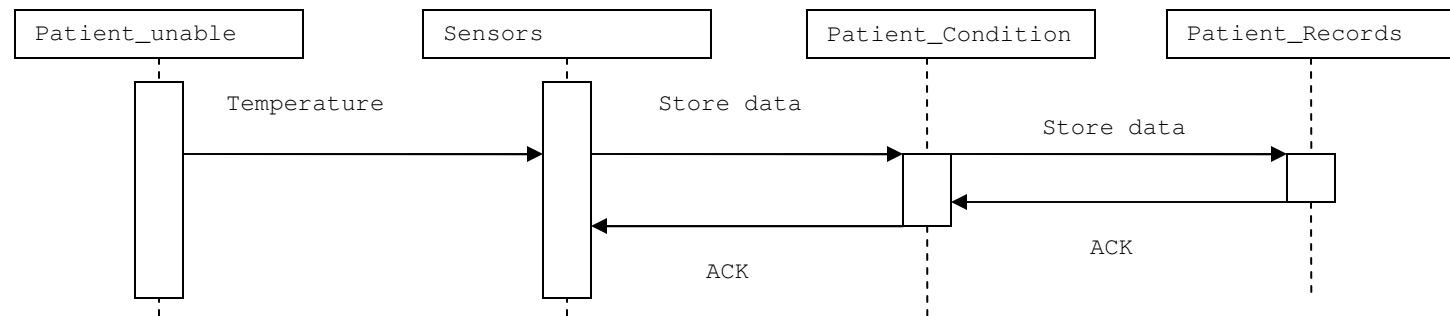 Patient_unable
Sensors
Patient_Condition
Patient_Records
Temperature
Store data
Store data
ACK
ACK